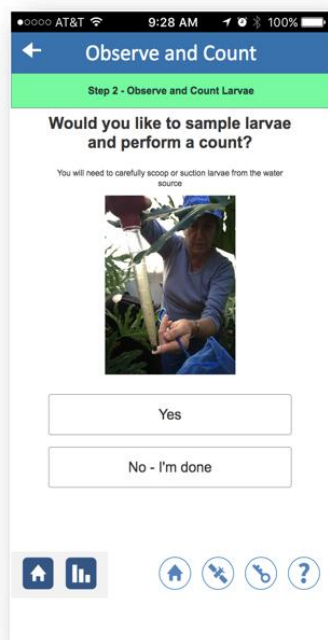 AT&T 9:28 AM 100%
Observe and Count
Step 2 - Observe and Count Larvae
Would you like to sample larvae
and perform a count?
You will need to carefully scoop or suction larvae from the water
source
Yes
No - I'm done
?